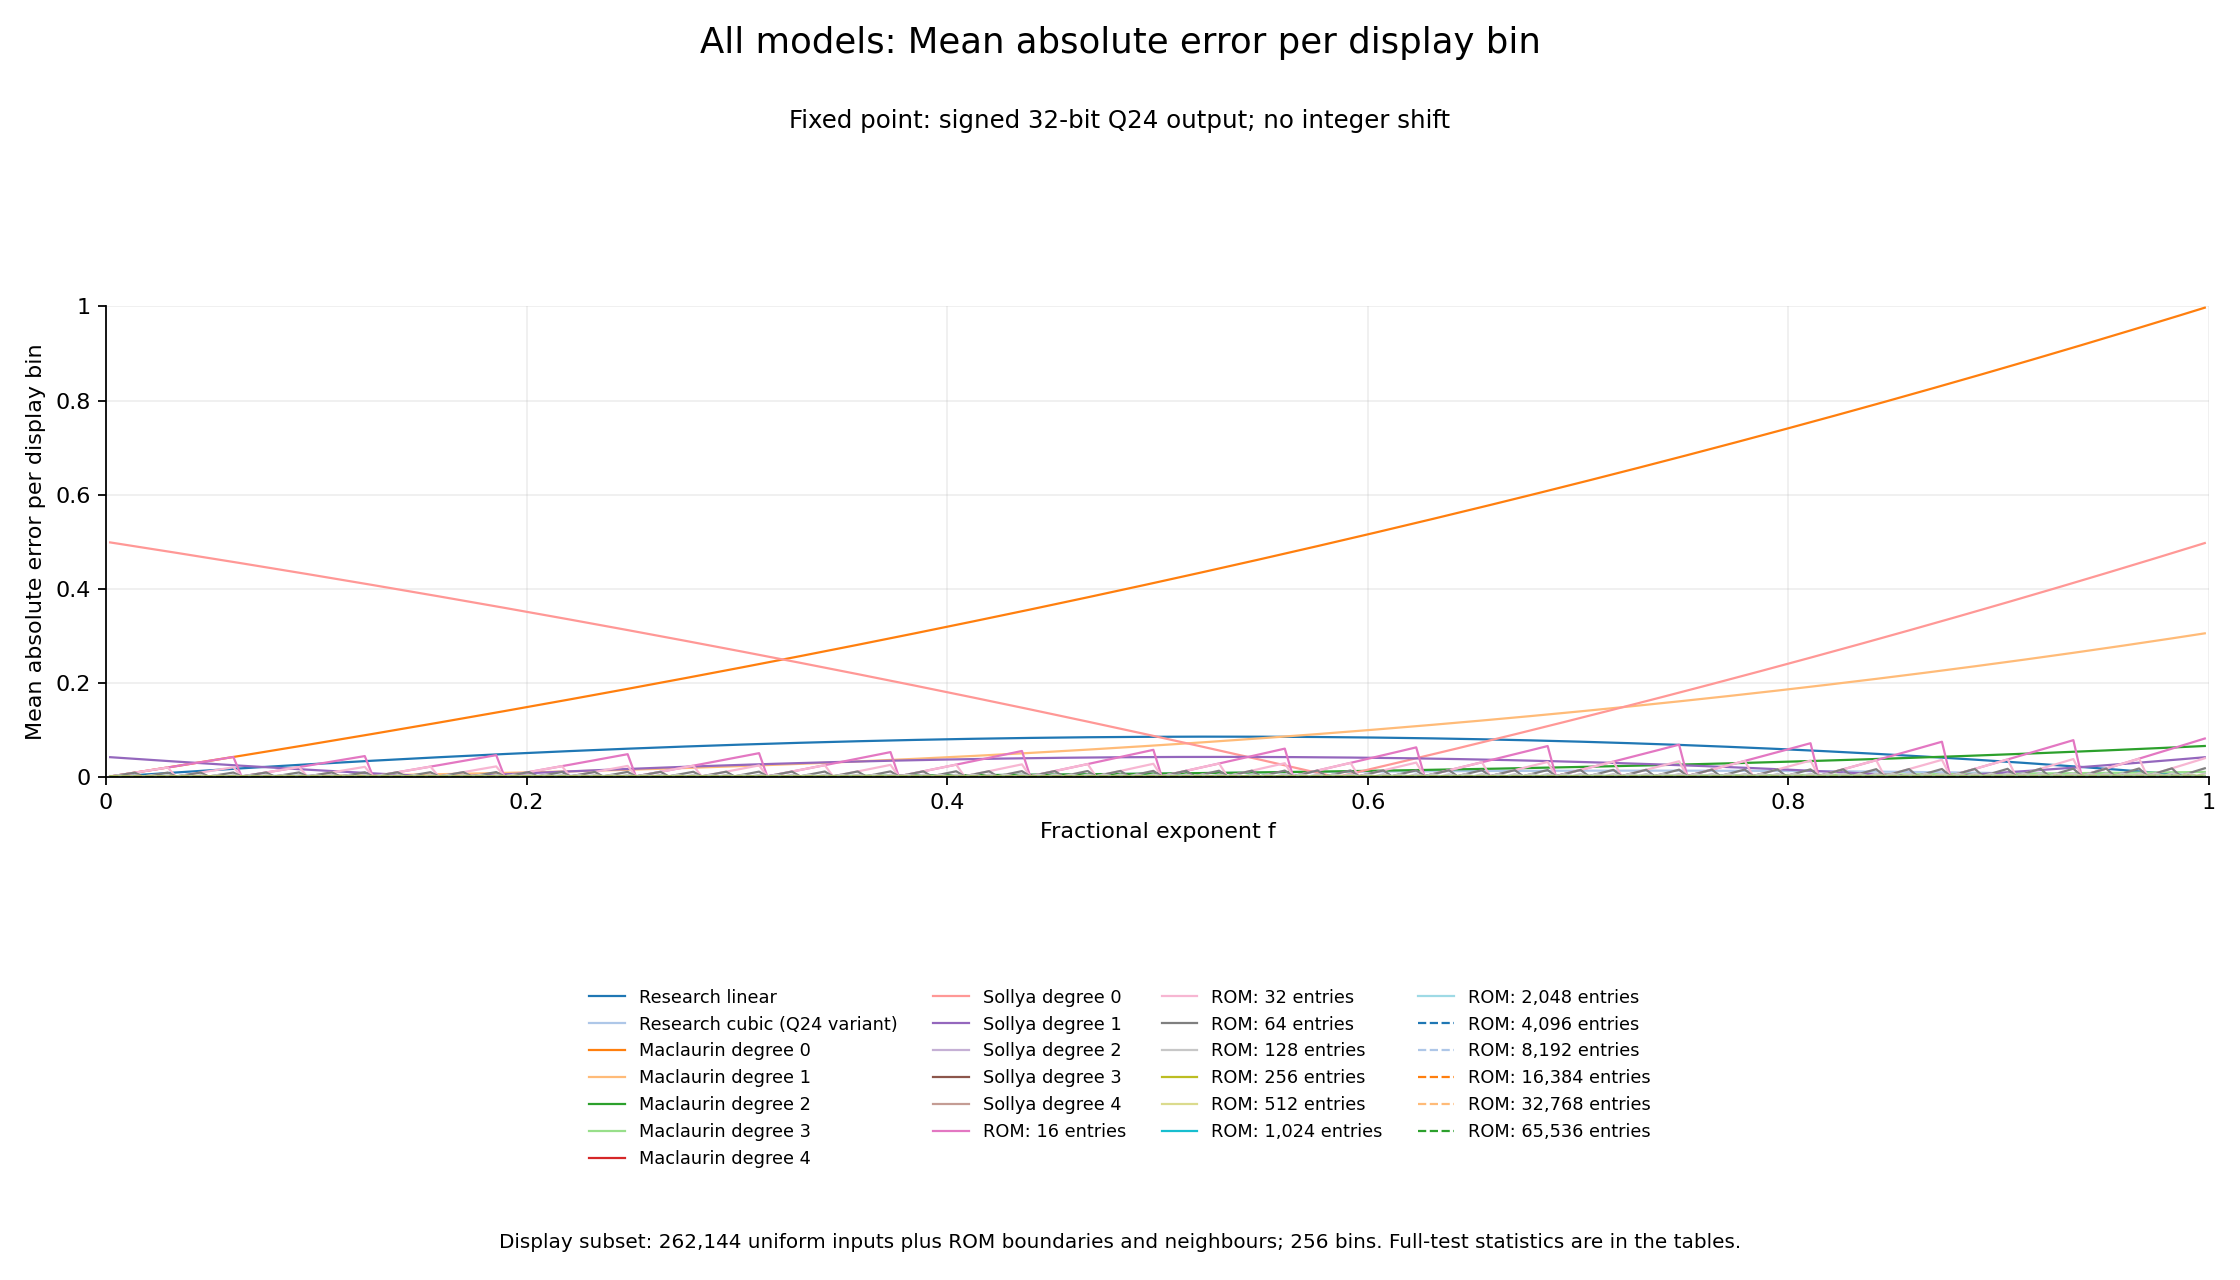 All models: Mean absolute error per display bin
Fixed point: signed 32-bit Q24 output; no integer shift
Mean absolute error per display bin
1
0.8
0.6
0.4
0.2
0
0 0.2 0.4 0.6 0.8 1
Fractional exponent f
Research linear
Research cubic (Q24 variant)
Maclaurin degree 0
Maclaurin degree 1
Maclaurin degree 2
Maclaurin degree 3
Maclaurin degree 4
Sollya degree 0
Sollya degree 1
Sollya degree 2
Sollya degree 3
Sollya degree 4
ROM: 16 entries
ROM: 32 entries
ROM: 64 entries
ROM: 128 entries
ROM: 256 entries
ROM: 512 entries
ROM: 1,024 entries
ROM: 2,048 entries
ROM: 4,096 entries
ROM: 8,192 entries
ROM: 16,384 entries
ROM: 32,768 entries
ROM: 65,536 entries
Display subset: 262,144 uniform inputs plus ROM boundaries and neighbours; 256 bins. Full-test statistics are in the tables.